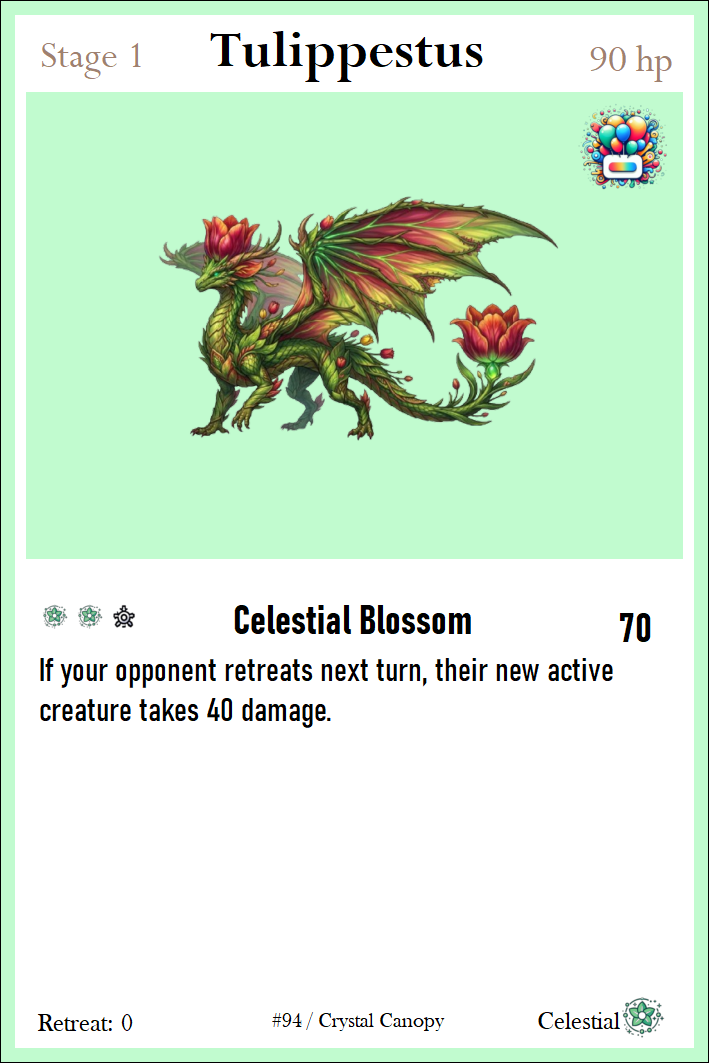 Stage 1
Tulippestus
90 hp
Celestial Blossom
70
If your opponent retreats next turn, their new active
creature takes 40 damage.
Retreat: 0
#94 / Crystal Canopy
Celestial